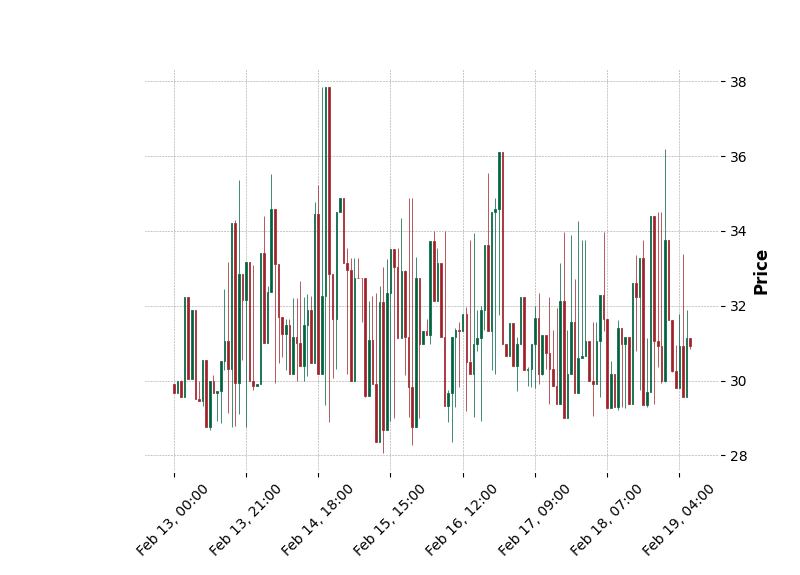 38
36
34
32
30
28
Price
Feb 13, 00:00
Feb 13, 21:00
Feb 14, 18:00
Feb 15, 15:00
Feb 16, 12:00
Feb 17, 09:00
Feb 18, 07:00
Feb 19, 04:00